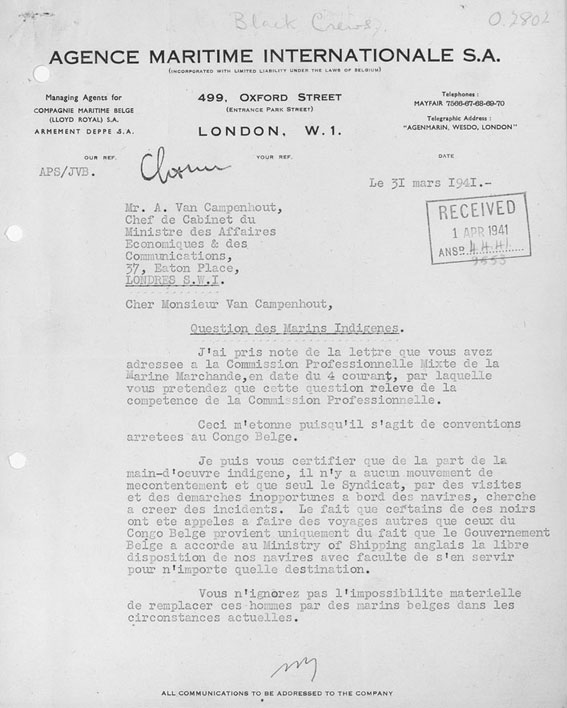 Black Crews
0.2802
AGENCE MARITIME INTERNATIONALE S.A.
(INCORPORATED WITH LIMITED LIABILITY UNDER THE LAWS OF BELGIUM)
Managing Agents for
COMPAGNIE MARITIME BELGE
(LLOYD ROYAL) S.A.
ARMEMENT DEPPE S.A.
499, OXFORD STREET
(ENTRANCE PARK STREET)
LONDON, W.1.
Telephones :
MAYFAIR 7566-67-68-69-70
Telegraphic Address :
"AGENMARIN, WESDO, LONDON"
OUR REF.
YOUR REF.
DATE
APS/JVB.
Le 31 mars 1941.-
RECEIVED
1 APR 1941
ANSD
Mr. A. Van Campenhout,
Chef de Cabinet du
Ministre des Affaires
Economiques & des
Communications,
37, Eaton Place,
LONDRES S.W.I.
Cher Monsieur Van Campenhout,
Question des Marins Indigenes.
J'ai pris note de la lettre que vous avez
adressee a la Commission Professionnelle Mixte de la
Marine Marchande,en date du 4 courant, par laquelle
vous pretendez que cette question releve de la
competence de la Commission Professionnelle.
Ceci m'etonne puisqu'il s'agit de conventions
arretees au Congo Belge.
Je puis vous certifier que de la part de la
main-d'oeuvre indigene, il n'y a aucun mouvement de
mecontentement et que seul le Syndicat, par des visites
et des demarches inopportunes a bord des navires, cherche
a creer des incidents. Le fait que certains de ces noirs
ont ete appeles a faire des voyages autres que ceux du
Congo Belge provient uniquement du fait que le Gouvernement
Belge a accorde au Ministry of Shipping anglais la libre
disposition de nos navires avec faculte de s'en servir
pour n'importe quelle destination.
Vous n'ignorez pas l'impossibilite materielle
de remplacer ces hommes par des marins belges dans les
circonstances actuelles.
ALL COMMUNICATIONS TO BE ADDRESSED TO THE COMPANY